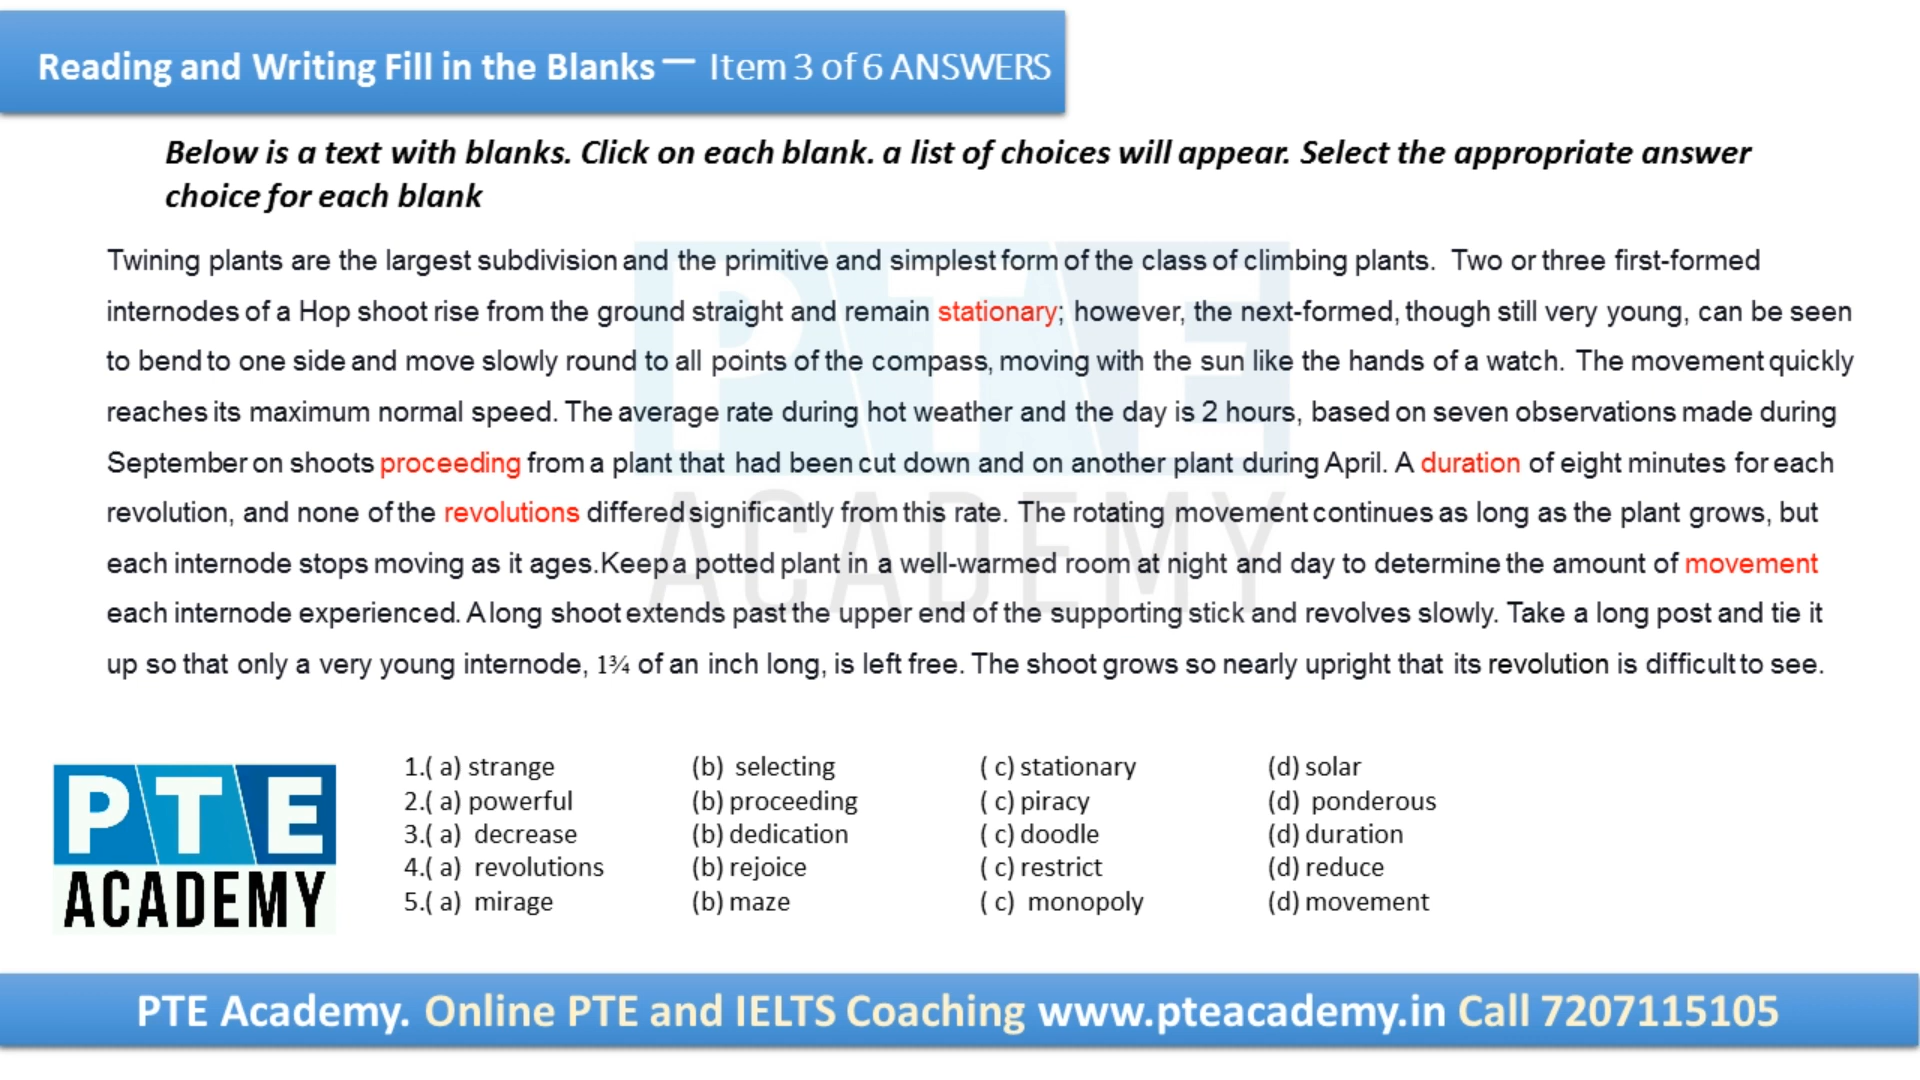 Reading and Writing Fill in the Blanks – Item 3 of 6 ANSWERS
Below is a text with blanks. Click on each blank. a list of choices will appear. Select the appropriate answer
choice for each blank
Twining plants are the largest subdivision and the primitive and simplest form of the class of climbing plants. Two or three first-formed
internodes of a Hop shoot rise from the ground straight and remain stationary; however, the next-formed, though still very young, can be seen
to bend to one side and move slowly round to all points of the compass, moving with the sun like the hands of a watch. The movement quickly
reaches its maximum normal speed. The average rate during hot weather and the day is 2 hours, based on seven observations made during
September on shoots proceeding from a plant that had been cut down and on another plant during April. A duration of eight minutes for each
revolution, and none of the revolutions differed significantly from this rate. The rotating movement continues as long as the plant grows, but
each internode stops moving as it ages.Keep a potted plant in a well-warmed room at night and day to determine the amount of movement
each internode experienced. A long shoot extends past the upper end of the supporting stick and revolves slowly. Take a long post and tie it
up so that only a very young internode, 1¾ of an inch long, is left free. The shoot grows so nearly upright that its revolution is difficult to see.
PTE
ACADEMY
1.( a) strange (b) selecting ( c) stationary (d) solar
2.( a) powerful (b) proceeding ( c) piracy (d) ponderous
3.( a) decrease (b) dedication ( c) doodle (d) duration
4.( a) revolutions (b) rejoice ( c) restrict (d) reduce
5.( a) mirage (b) maze ( c) monopoly (d) movement
PTE
ACADEMY
PTE Academy. Online PTE and IELTS Coaching www.pteacademy.in Call 7207115105